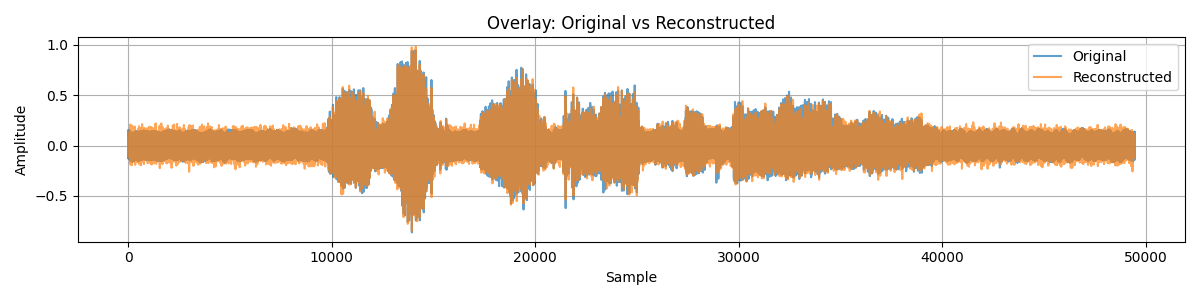 Overlay: Original vs Reconstructed
1.0
0.5
0.0
−0.5
Amplitude
Original
Reconstructed
0 10000 20000 30000 40000 50000
Sample